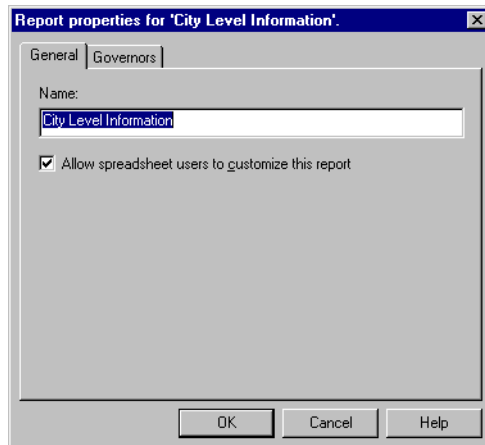 Report properties for 'City Level Information'.
General Governors
Name:
City Level Information
Allow spreadsheet users to customize this report
OK Cancel Help